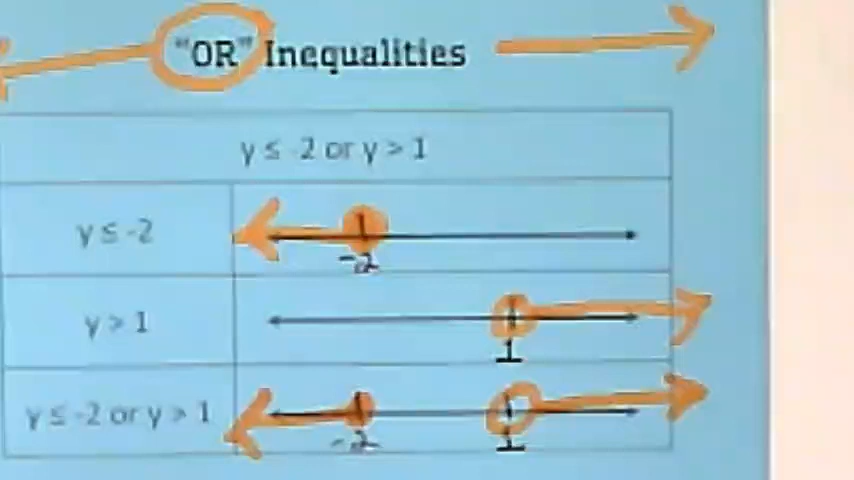 "OR" Inequalities
y ≤ -2 or y > 1
y ≤ -2
-2
y > 1
1
y ≤ -2 or y > 1
-2
1